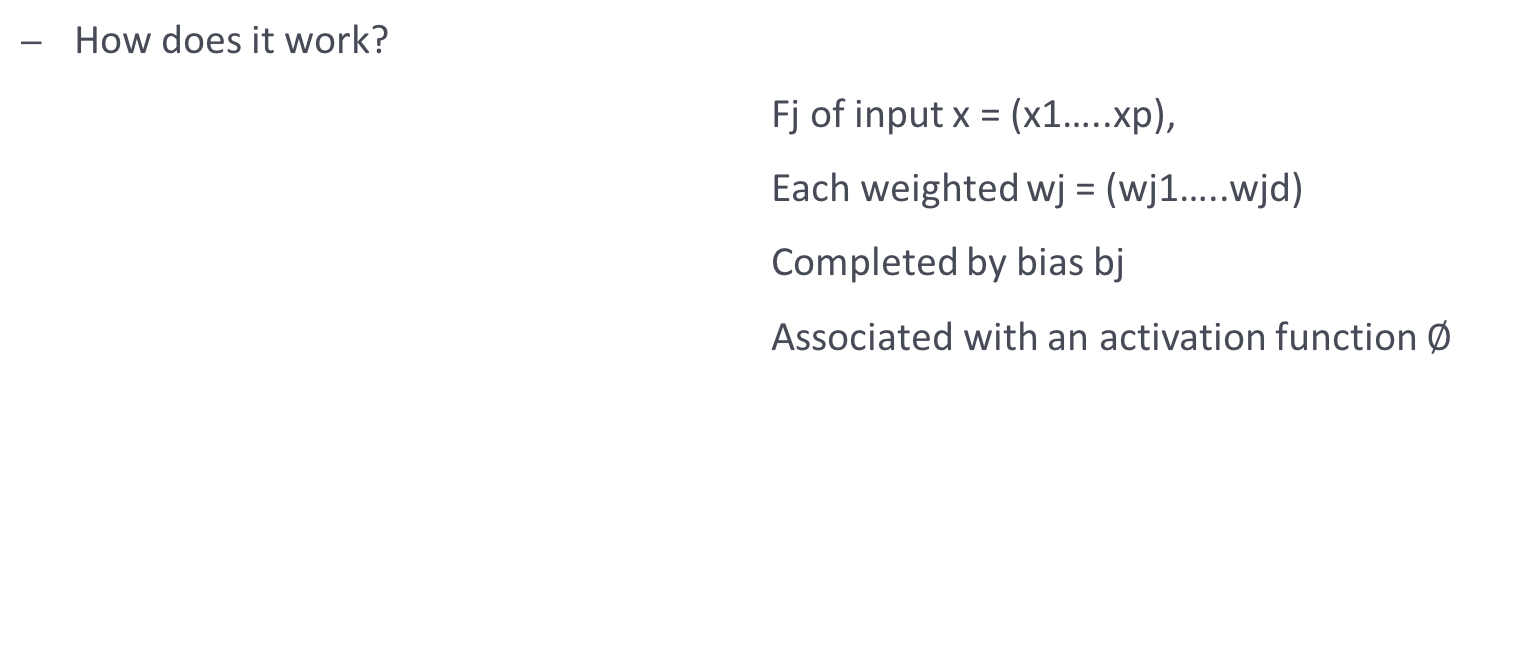 – How does it work?
Fj of input x = (x1…..xp),
Each weighted wj = (wj1…..wjd)
Completed by bias bj
Associated with an activation function Ø